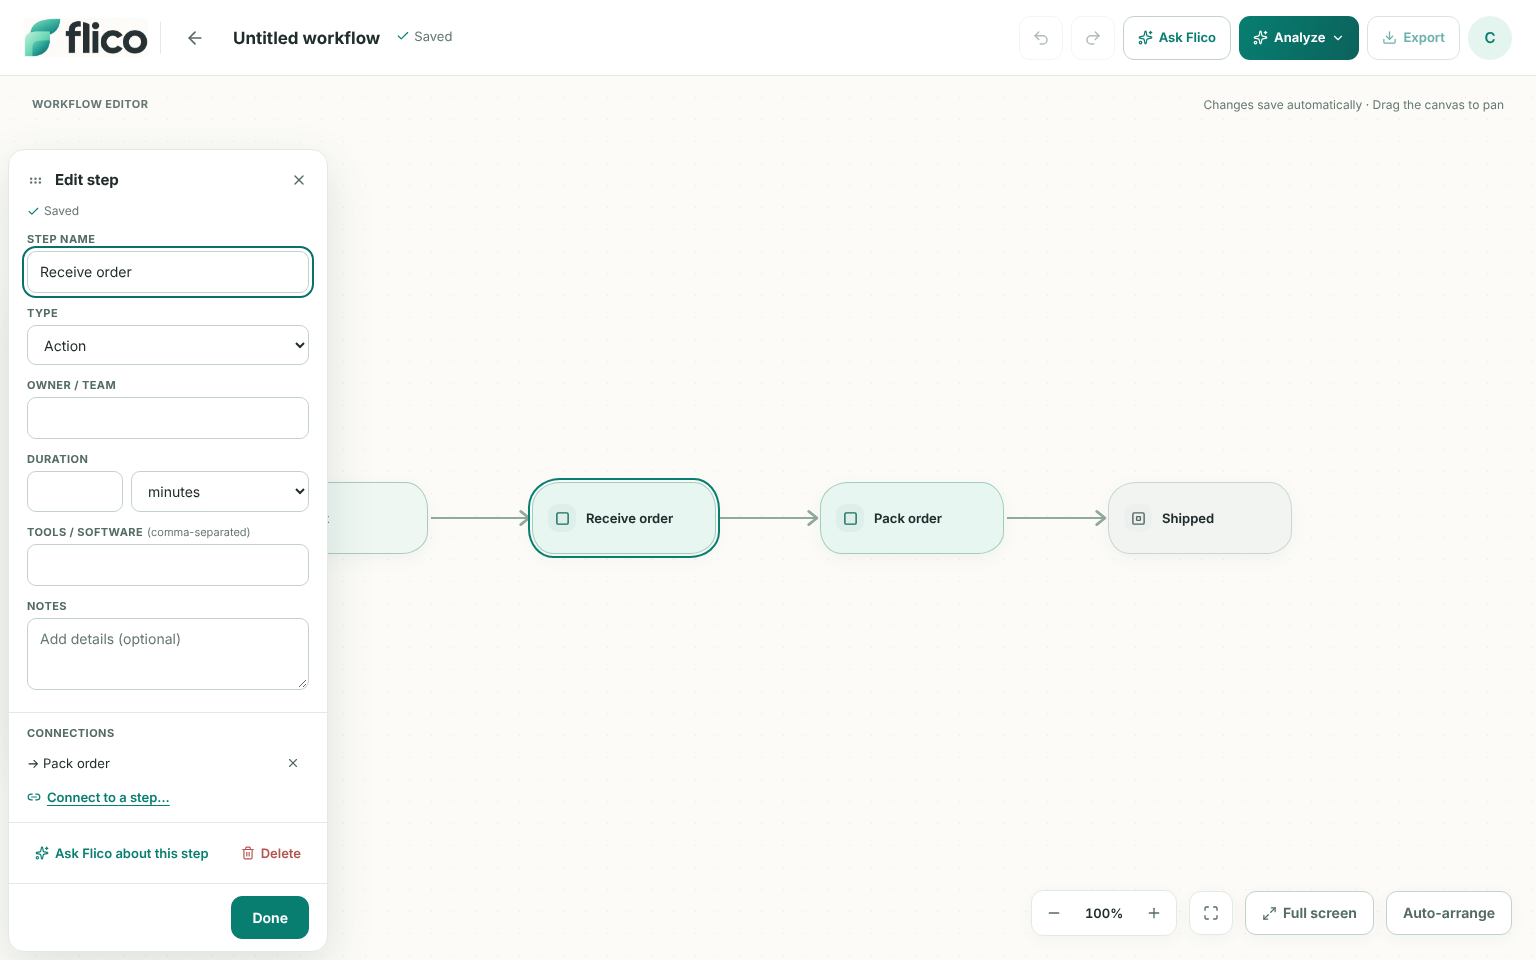 flico
Untitled workflow
Saved
Ask Flico
Analyze
Export
C
WORKFLOW EDITOR
Changes save automatically · Drag the canvas to pan
Edit step
Saved
STEP NAME
Receive order
TYPE
Action
OWNER / TEAM
DURATION
minutes
TOOLS / SOFTWARE (comma-separated)
NOTES
Add details (optional)
CONNECTIONS
→ Pack order
Connect to a step...
Ask Flico about this step
Delete
Done
Receive order
Pack order
Shipped
100%
Full screen
Auto-arrange